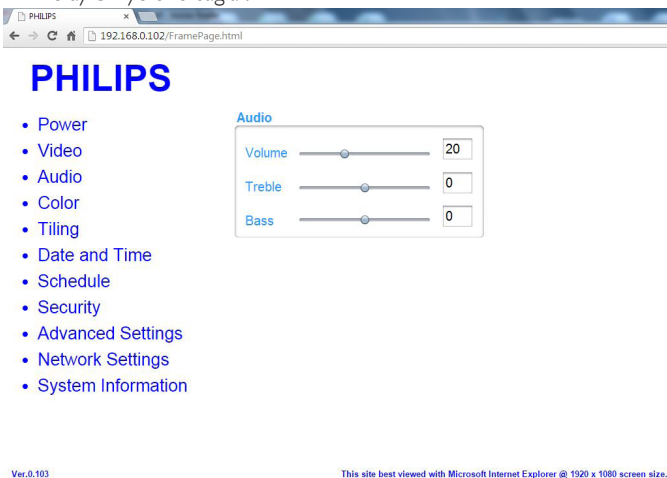 PHILIPS
192.168.0.102/FramePage.html
PHILIPS
Power
Video
Audio
Color
Tiling
Date and Time
Schedule
Security
Advanced Settings
Network Settings
System Information
Audio
Volume 20
Treble 0
Bass 0
Ver.0.103
This site best viewed with Microsoft Internet Explorer @ 1920 x 1080 screen size.